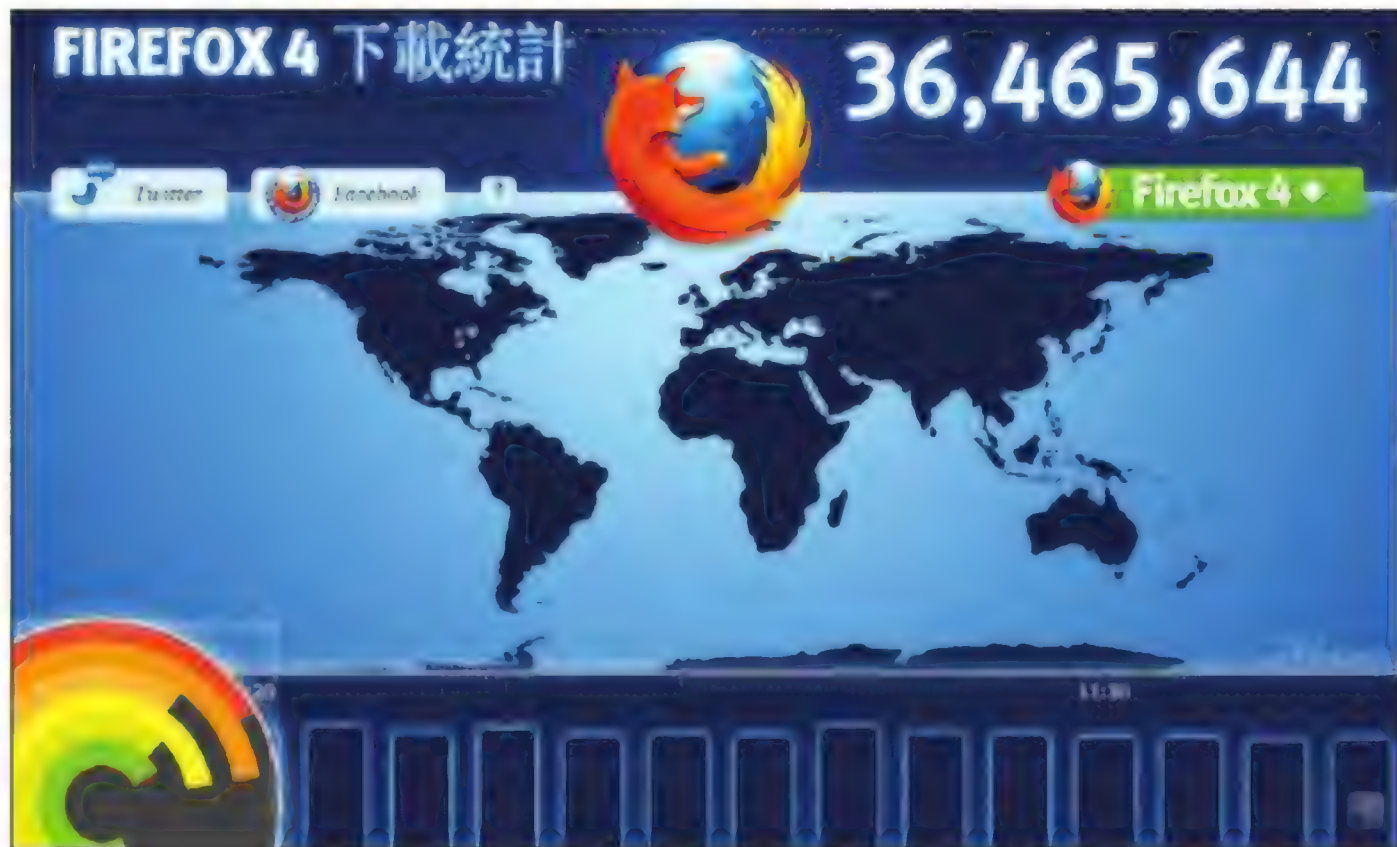 FIREFOX 4 下載統計
36,465,644
Twitter
Facebook
?
Firefox 4